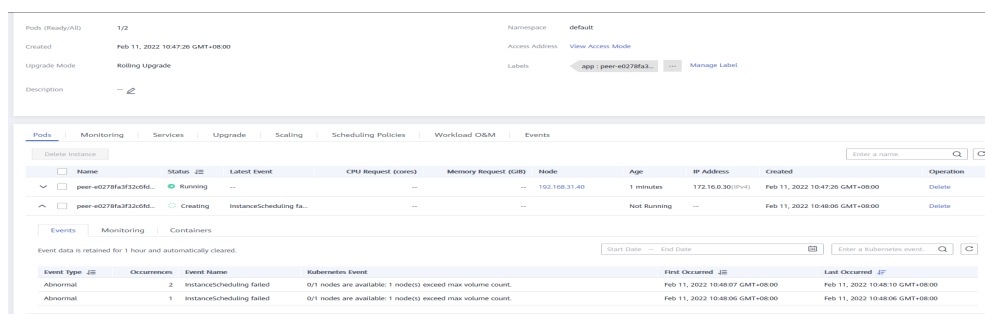 Pods (Ready/All) 1/2 Namespace default
Created Feb 11, 2022 10:47:26 GMT+08:00 Access Address View Access Mode
Upgrade Mode Rolling Upgrade Labels app : peer-e0278fa3... ... Manage Label
Description --
Pods Monitoring Services Upgrade Scaling Scheduling Policies Workload O&M Events
Delete Instance Enter a name.
Name Status Latest Event CPU Request (cores) Memory Request (GiB) Node Age IP Address Created Operation
peer-e0278fa3f32c6fd... Running -- -- -- 192.168.31.40 1 minutes 172.16.0.30(IPv4) Feb 11, 2022 10:47:26 GMT+08:00 Delete
peer-e0278fa3f32c6fd... Creating InstanceScheduling fa... -- -- Not Running -- Feb 11, 2022 10:48:06 GMT+08:00 Delete
Events Monitoring Containers
Event data is retained for 1 hour and automatically cleared. Start Date — End Date Enter a Kubernetes event.
Event Type Occurrences Event Name Kubernetes Event First Occurred Last Occurred
Abnormal 2 InstanceScheduling failed 0/1 nodes are available: 1 node(s) exceed max volume count. Feb 11, 2022 10:48:07 GMT+08:00 Feb 11, 2022 10:48:10 GMT+08:00
Abnormal 1 InstanceScheduling failed 0/1 nodes are available: 1 node(s) exceed max volume count. Feb 11, 2022 10:48:06 GMT+08:00 Feb 11, 2022 10:48:06 GMT+08:00